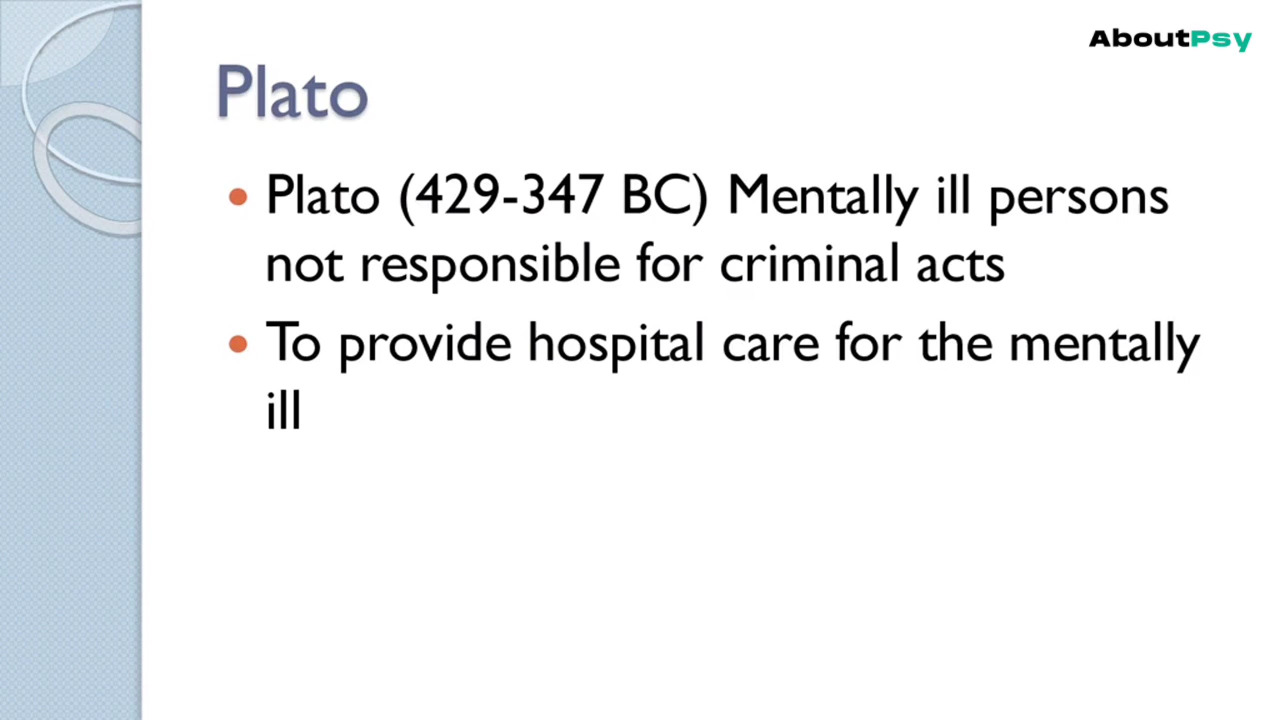 AboutPsy
Plato
• Plato (429-347 BC) Mentally ill persons
not responsible for criminal acts
• To provide hospital care for the mentally
ill